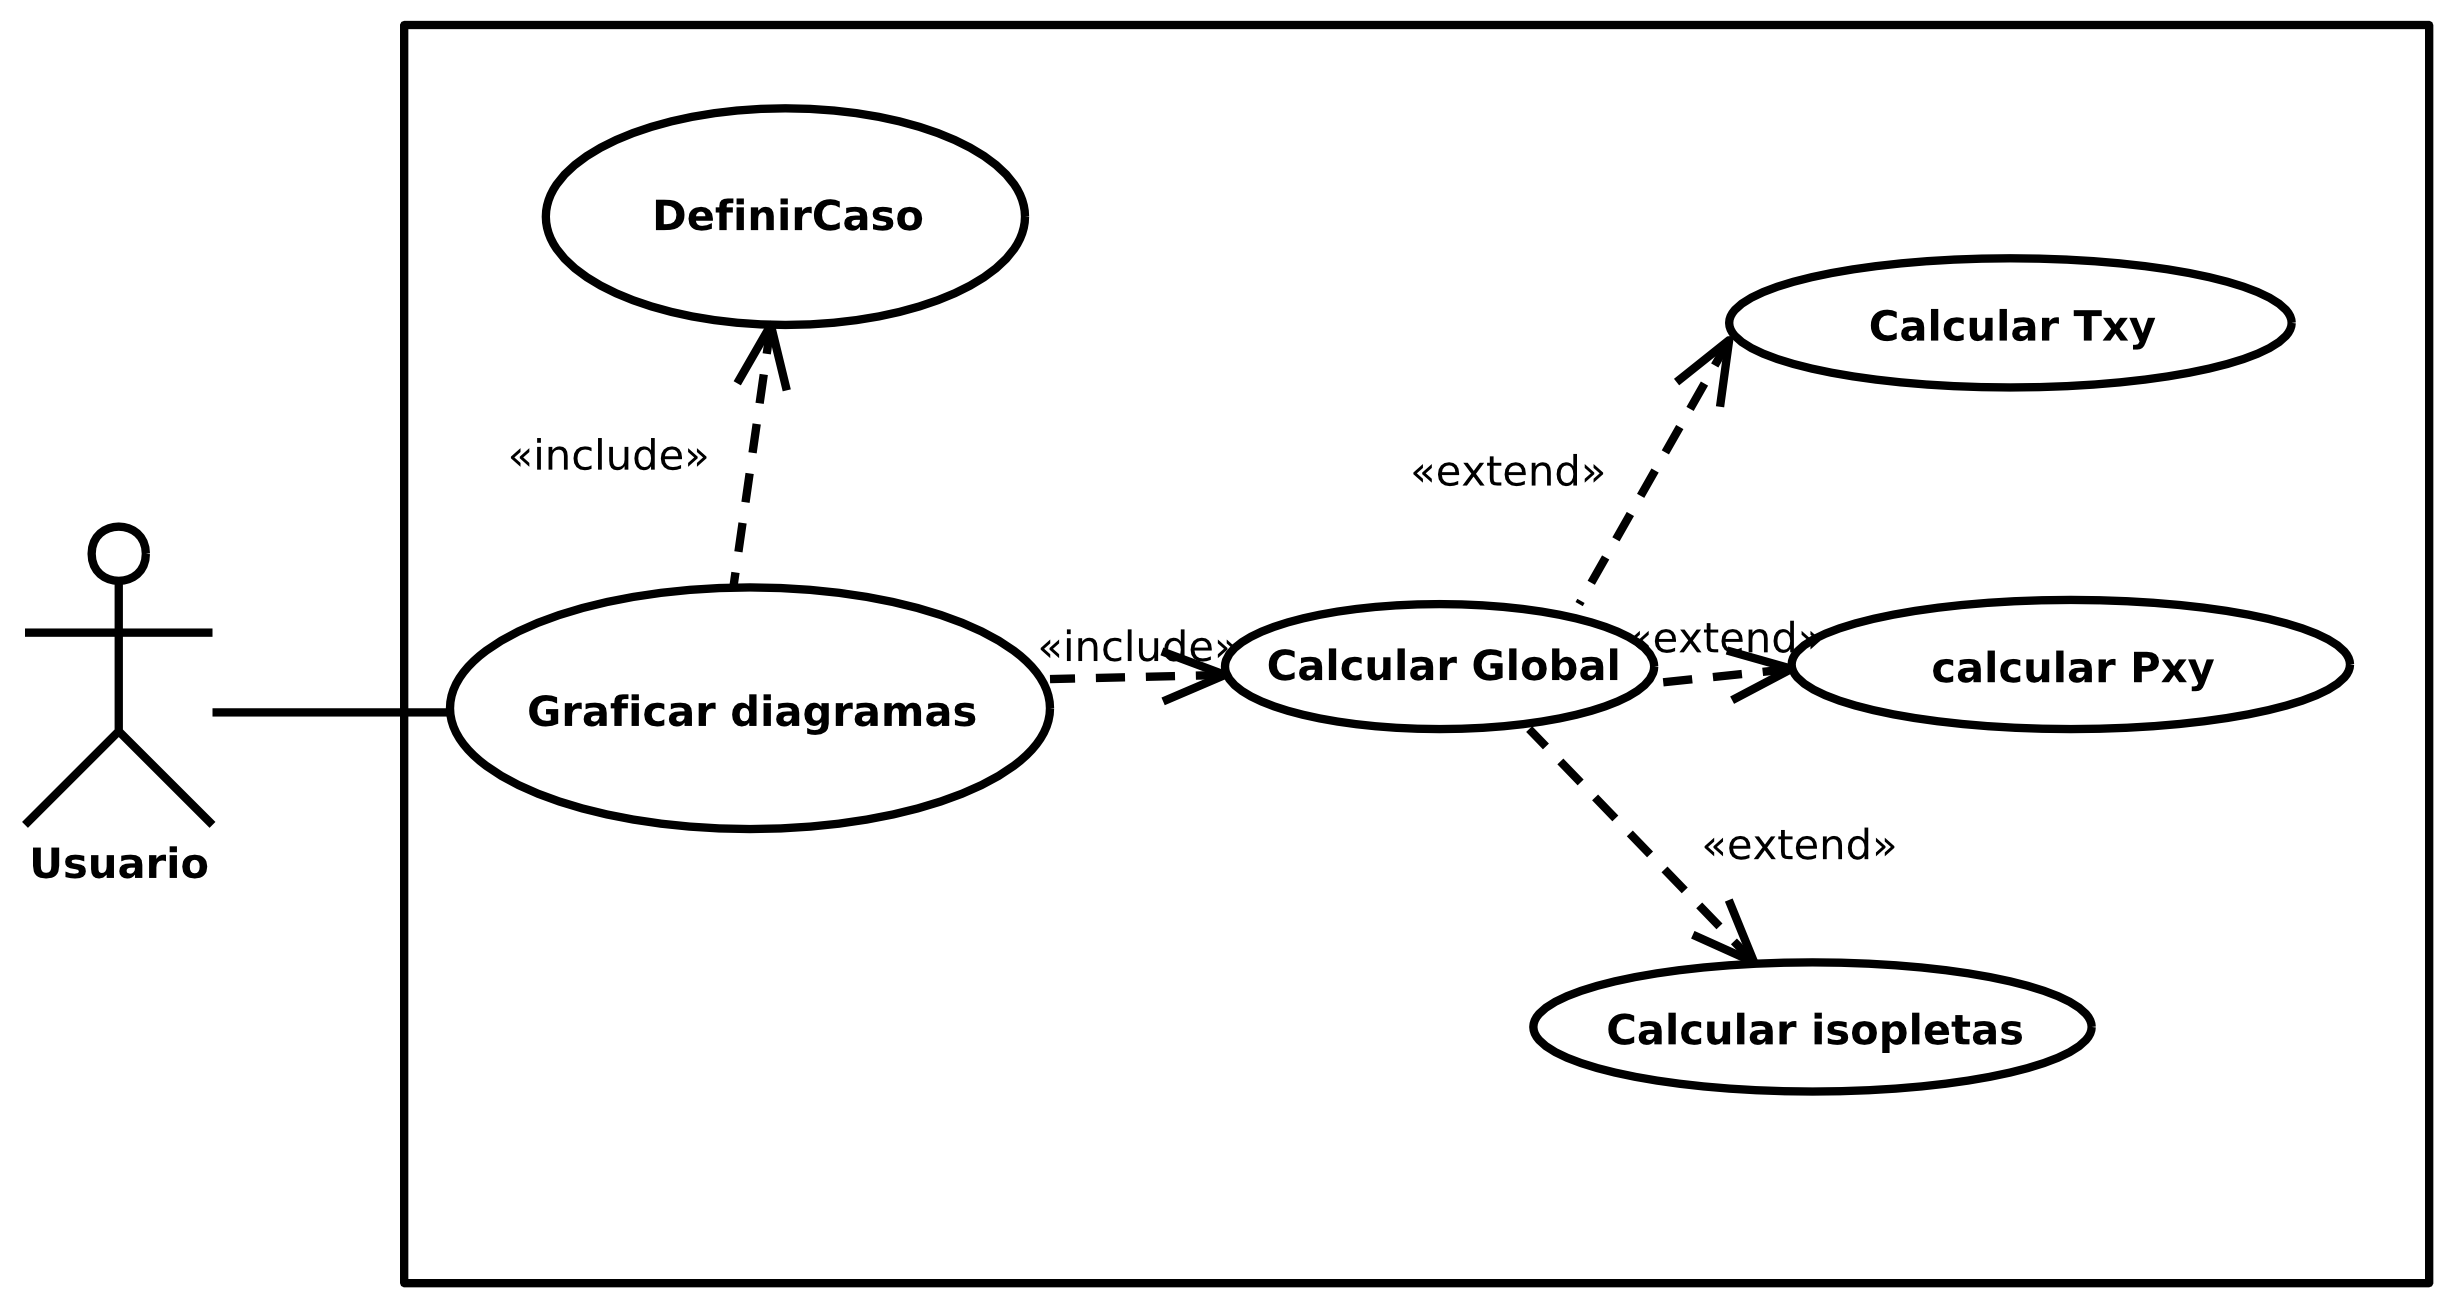 DefinirCaso
Calcular Txy
«include»
«extend»
«include»
«extend»
Calcular Global
calcular Pxy
Graficar diagramas
«extend»
Usuario
Calcular isopletas